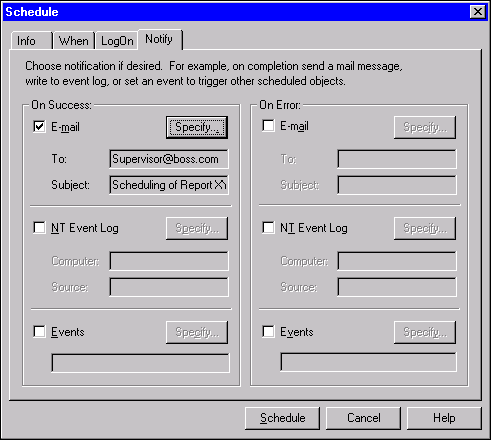 Schedule
Info When LogOn Notify
Choose notification if desired. For example, on completion send a mail message,
write to event log, or set an event to trigger other scheduled objects.
On Success:
E-mail Specify...
To: Supervisor@boss.com
Subject: Scheduling of Report
NT Event Log Specify...
Computer:
Source:
Events Specify...
On Error:
E-mail Specify...
To:
Subject:
NT Event Log Specify...
Computer:
Source:
Events Specify...
Schedule Cancel Help